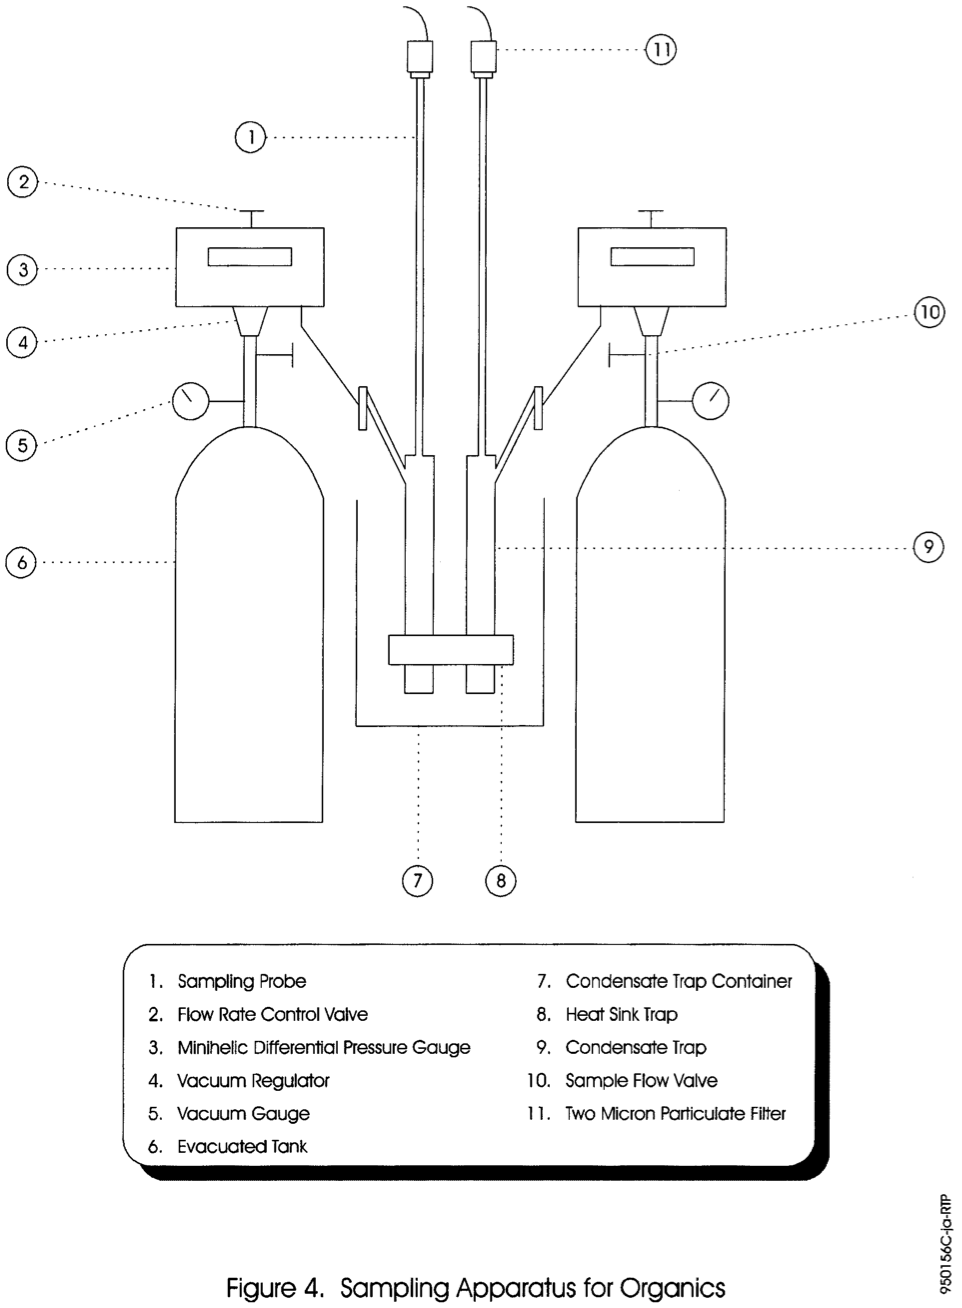 11
1
2
3
10
4
5
9
6
7
8
1. Sampling Probe
2. Flow Rate Control Valve
3. Minihelic Differential Pressure Gauge
4. Vacuum Regulator
5. Vacuum Gauge
6. Evacuated Tank
7. Condensate Trap Container
8. Heat Sink Trap
9. Condensate Trap
10. Sample Flow Valve
11. Two Micron Particulate Filter
950156C-ja-RTP
Figure 4. Sampling Apparatus for Organics